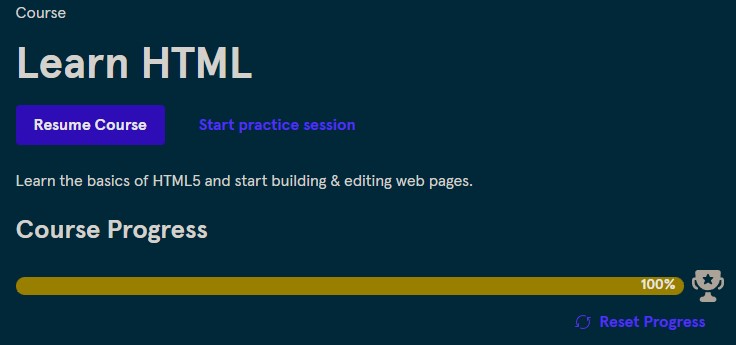 Course
Learn HTML
Resume Course
Start practice session
Learn the basics of HTML5 and start building & editing web pages.
Course Progress
100%
Reset Progress